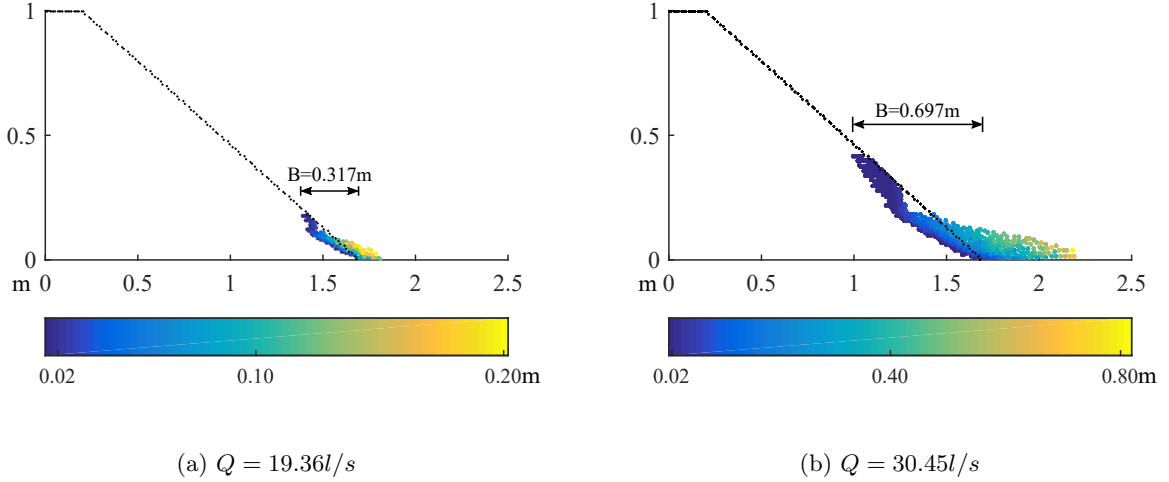 1
0.5
0
B=0.317m
m 0 0.5 1 1.5 2 2.5
0.02 0.10 0.20m
(a) Q = 19.36l/s
1
0.5
0
B=0.697m
m 0 0.5 1 1.5 2 2.5
0.02 0.40 0.80m
(b) Q = 30.45l/s